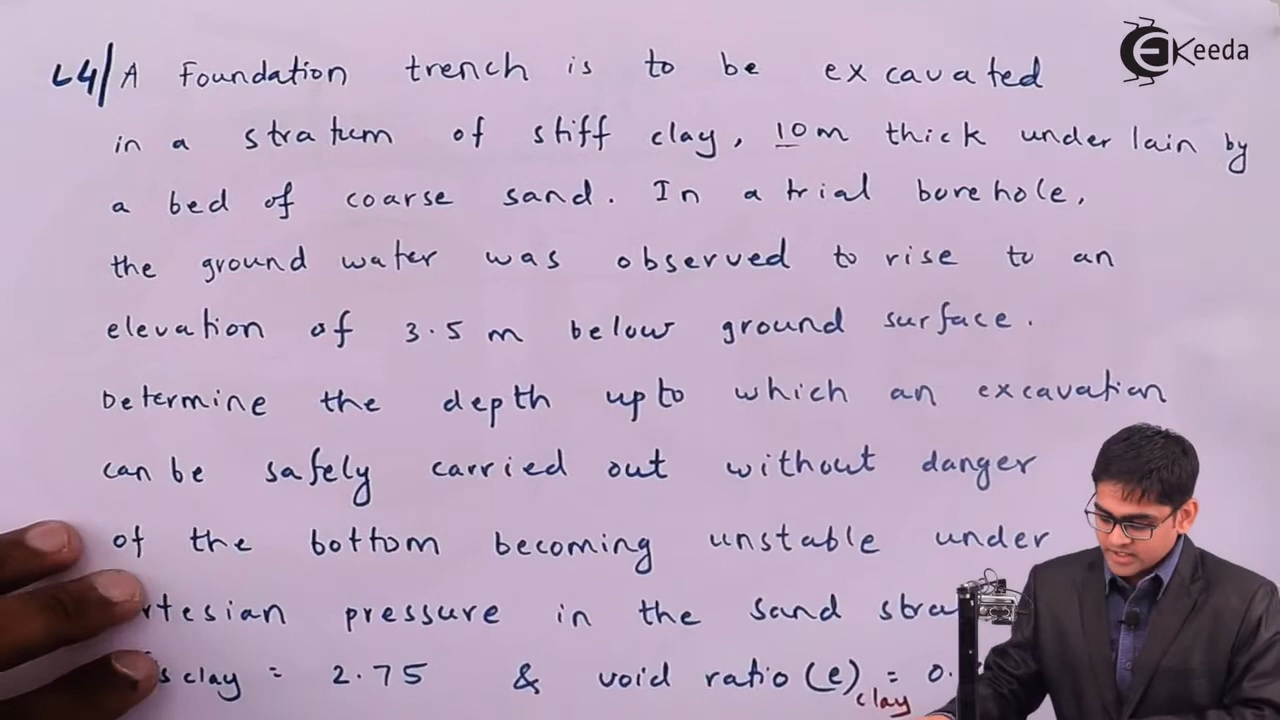 EKeeda
L4/ A Foundation trench is to be excavated
in a stratum of stiff clay, 10m thick underlain by
a bed of coarse sand. In a trial borehole,
the ground water was observed to rise to an
elevation of 3.5 m below ground surface.
Determine the depth upto which an excavation
can be safely carried out without danger
of the bottom becoming unstable under
pressure in the sand
clay = 2.75 & void ratio (e)clay = 0.